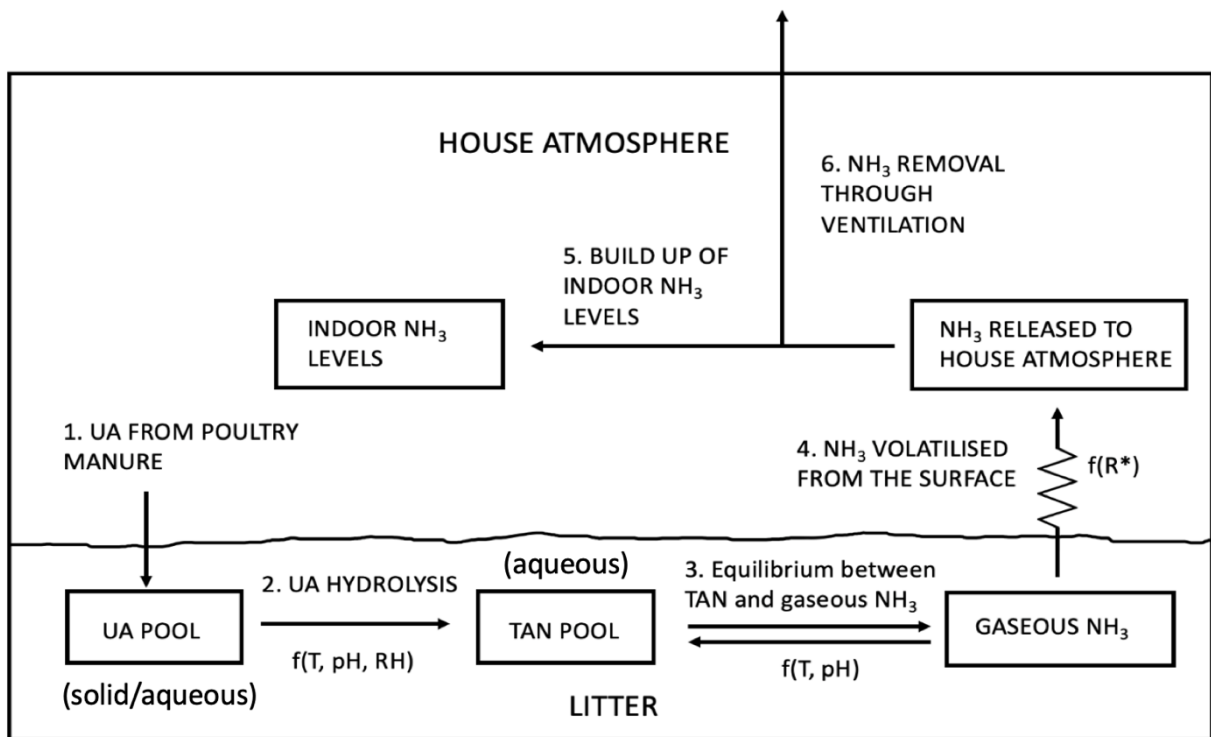 HOUSE ATMOSPHERE
6. NH₃ REMOVAL
THROUGH
VENTILATION
5. BUILD UP OF
INDOOR NH₃
LEVELS
INDOOR NH₃
LEVELS
NH₃ RELEASED TO
HOUSE ATMOSPHERE
1. UA FROM POULTRY
MANURE
4. NH₃ VOLATILISED
FROM THE SURFACE
f(R*)
(aqueous)
2. UA HYDROLYSIS
3. Equilibrium between
TAN and gaseous NH₃
UA POOL
TAN POOL
GASEOUS NH₃
f(T, pH, RH)
f(T, pH)
(solid/aqueous)
LITTER